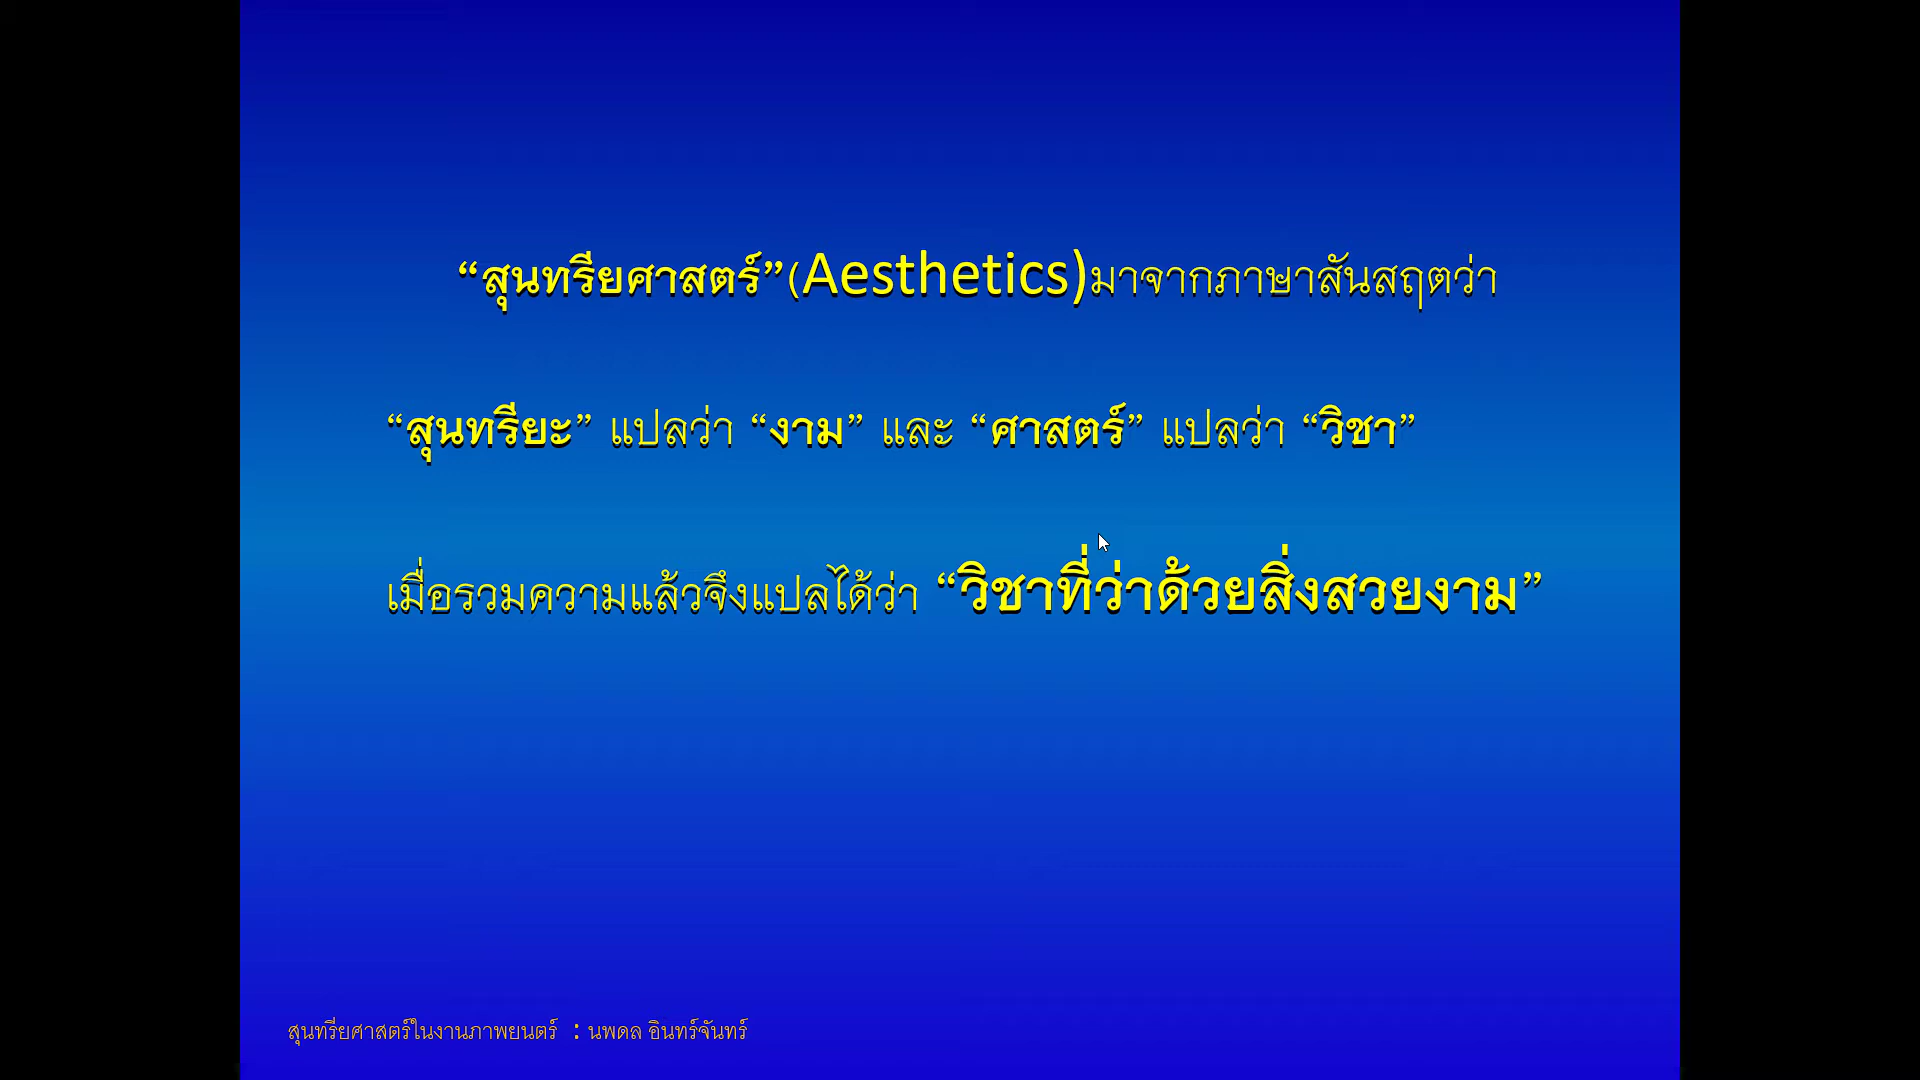 “สุนทรียศาสตร์”(Aesthetics)มาจากภาษาสันสฤตว่า
“สุนทรียะ” แปลว่า “งาม” และ “ศาสตร์” แปลว่า “วิชา”
เมื่อรวมความแล้วจึงแปลได้ว่า “วิชาที่ว่าด้วยสิ่งสวยงาม”
สุนทรียศาสตร์ในงานภาพยนตร์ : นพดล อินทร์จันทร์